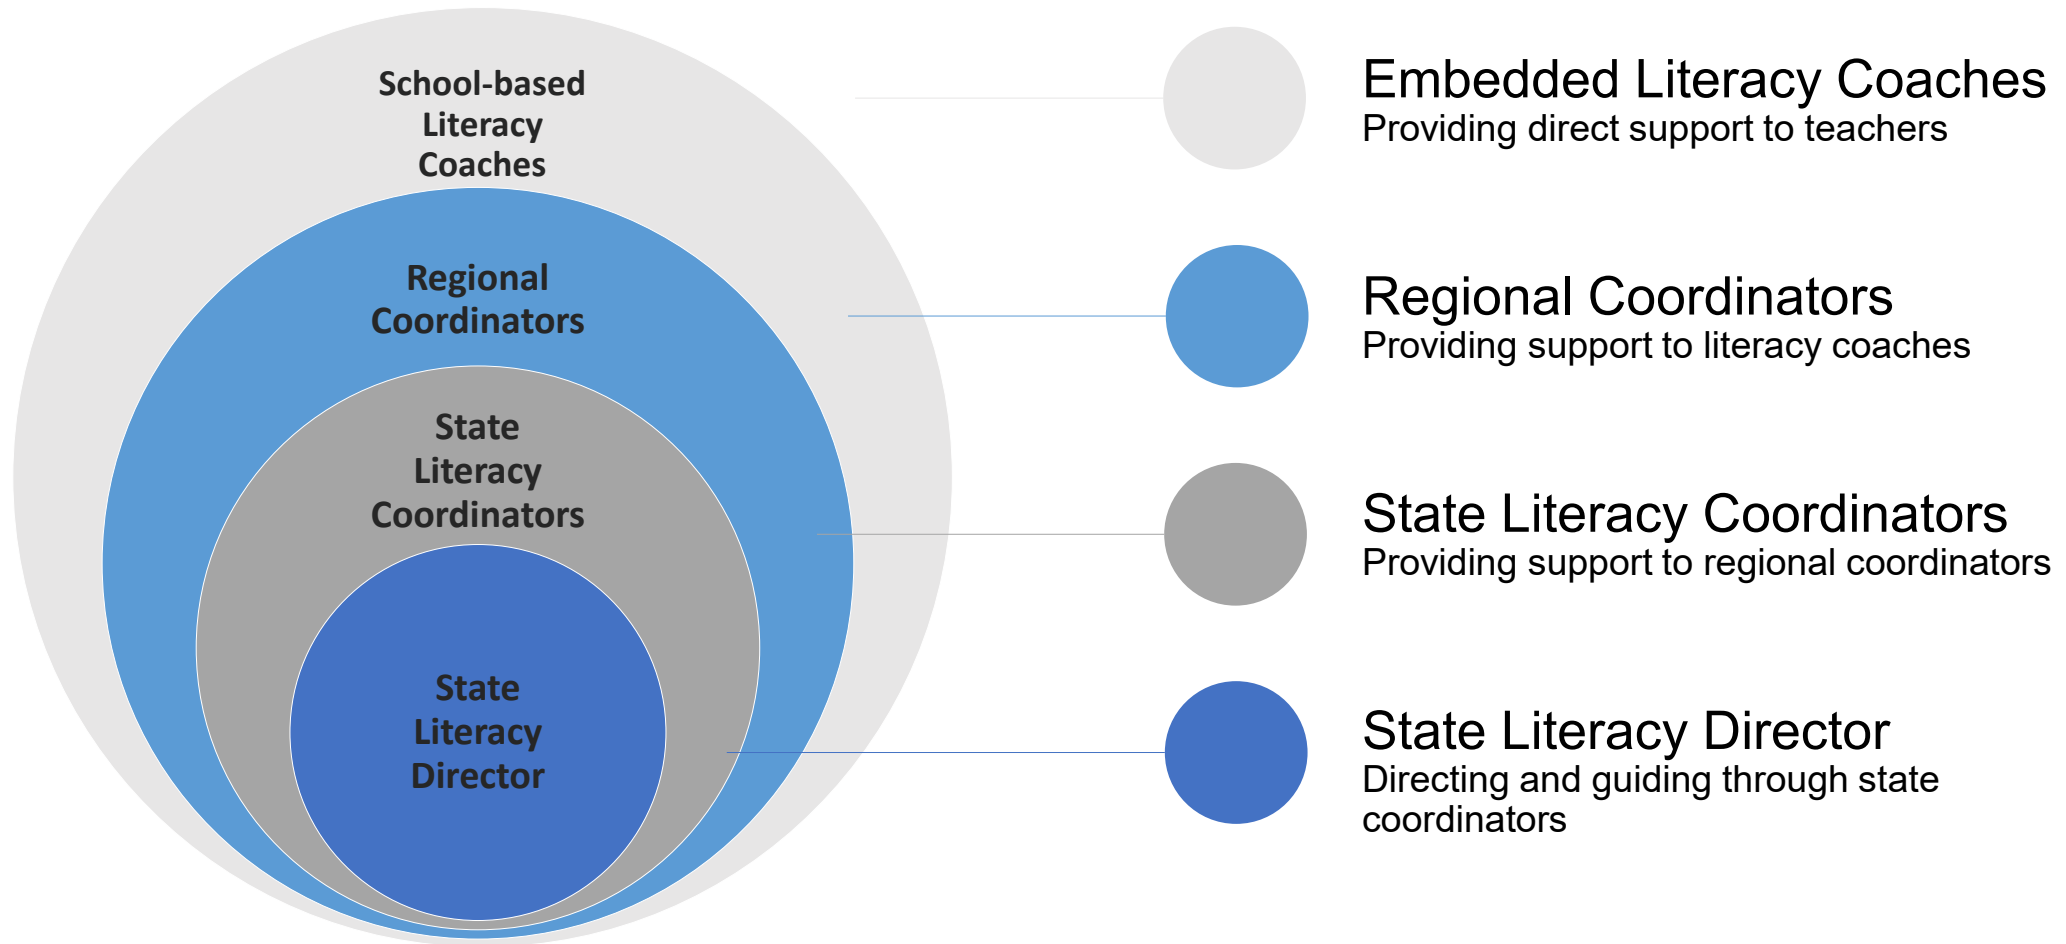 School-based
Literacy
Coaches
Regional
Coordinators
State
Literacy
Coordinators
State
Literacy
Director
Embedded Literacy Coaches
Providing direct support to teachers
Regional Coordinators
Providing support to literacy coaches
State Literacy Coordinators
Providing support to regional coordinators
State Literacy Director
Directing and guiding through state
coordinators